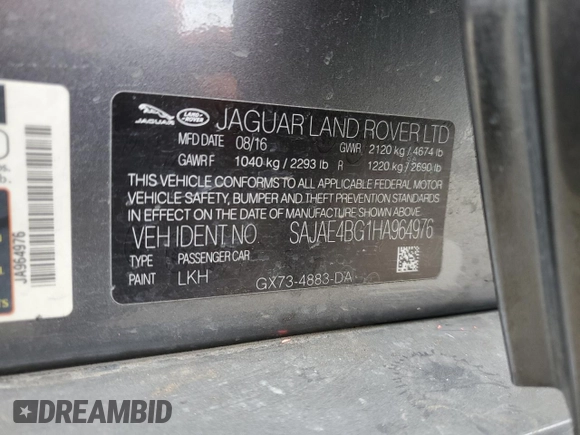 JAGUAR
LAND ROVER
JAGUAR LAND ROVER LTD
MFD DATE 08/16 GWR 2120 kg / 4674 lb
GAWR F 1040 kg / 2293 lb R 1220 kg / 2690 lb
THIS VEHICLE CONFORMS TO ALL APPLICABLE FEDERAL MOTOR
VEHICLE SAFETY, BUMPER, AND THEFT PREVENTION STANDARDS
IN EFFECT ON THE DATE OF MANUFACTURE SHOWN ABOVE.
VEH IDENT NO SAJAE4BG1HA964976
TYPE PASSENGER CAR
PAINT LKH
GX73-4883-DA
JA964976
DREAMBID